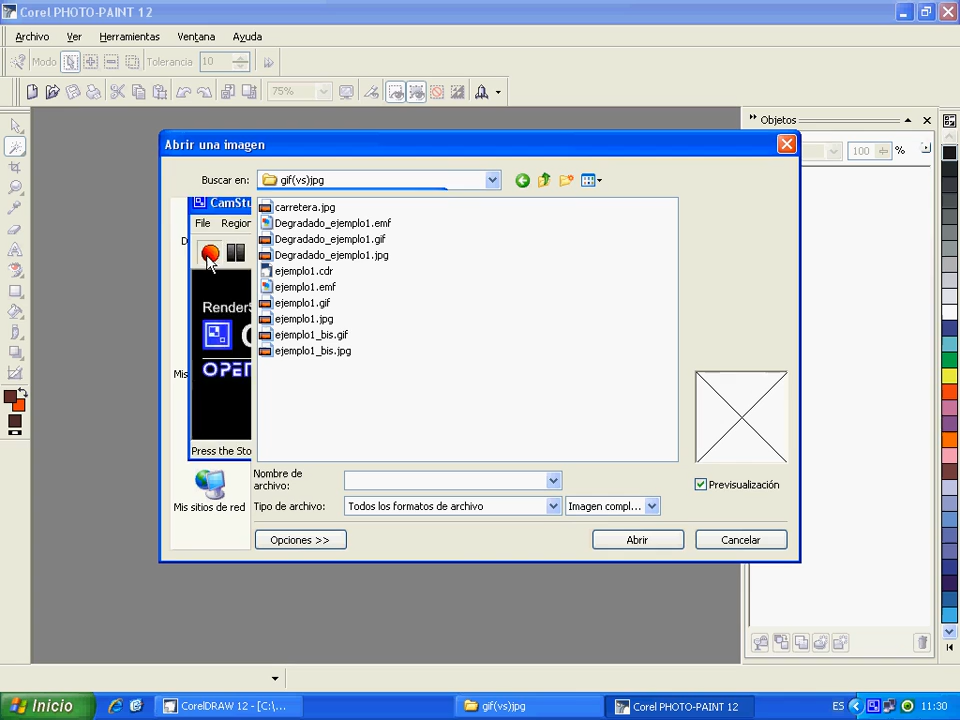 Corel PHOTO-PAINT 12
Archivo Ver Herramientas Ventana Ayuda
Modo Tolerancia 10
75%
Objetos
100 %
Abrir una imagen
Buscar en: gif(vs)jpg
CamStu
File Region
Press the Sto
OPEN
Mis sitios de red
carretera.jpg
Degradado_ejemplo1.emf
Degradado_ejemplo1.gif
Degradado_ejemplo1.jpg
ejemplo1.cdr
ejemplo1.emf
ejemplo1.gif
ejemplo1.jpg
ejemplo1_bis.gif
ejemplo1_bis.jpg
Nombre de
archivo:
Previsualización
Tipo de archivo: Todos los formatos de archivo Imagen compl...
Opciones >> Abrir Cancelar
Inicio CorelDRAW 12 - [C:\... gif(vs)jpg Corel PHOTO-PAINT 12 ES 11:30